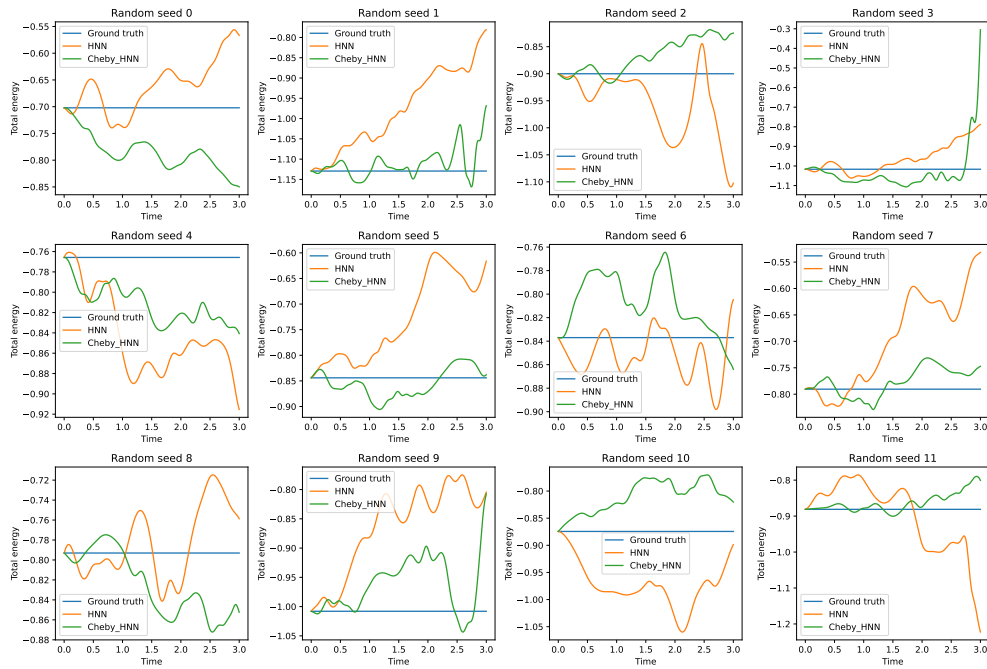 Random seed 0
Total energy
−0.55
−0.60
−0.65
−0.70
−0.75
−0.80
−0.85
Ground truth
HNN
Cheby_HNN
0.0 0.5 1.0 1.5 2.0 2.5 3.0
Time
Random seed 1
Total energy
−0.80
−0.85
−0.90
−0.95
−1.00
−1.05
−1.10
−1.15
Ground truth
HNN
Cheby_HNN
0.0 0.5 1.0 1.5 2.0 2.5 3.0
Time
Random seed 2
Total energy
−0.85
−0.90
−0.95
−1.00
−1.05
−1.10
Ground truth
HNN
Cheby_HNN
0.0 0.5 1.0 1.5 2.0 2.5 3.0
Time
Random seed 3
Total energy
−0.3
−0.4
−0.5
−0.6
−0.7
−0.8
−0.9
−1.0
−1.1
Ground truth
HNN
Cheby_HNN
0.0 0.5 1.0 1.5 2.0 2.5 3.0
Time
Random seed 4
Total energy
−0.76
−0.78
−0.80
−0.82
−0.84
−0.86
−0.88
−0.90
−0.92
Ground truth
HNN
Cheby_HNN
0.0 0.5 1.0 1.5 2.0 2.5 3.0
Time
Random seed 5
Total energy
−0.60
−0.65
−0.70
−0.75
−0.80
−0.85
−0.90
Ground truth
HNN
Cheby_HNN
0.0 0.5 1.0 1.5 2.0 2.5 3.0
Time
Random seed 6
Total energy
−0.76
−0.78
−0.80
−0.82
−0.84
−0.86
−0.88
−0.90
Ground truth
HNN
Cheby_HNN
0.0 0.5 1.0 1.5 2.0 2.5 3.0
Time
Random seed 7
Total energy
−0.55
−0.60
−0.65
−0.70
−0.75
−0.80
Ground truth
HNN
Cheby_HNN
0.0 0.5 1.0 1.5 2.0 2.5 3.0
Time
Random seed 8
Total energy
−0.72
−0.74
−0.76
−0.78
−0.80
−0.82
−0.84
−0.86
−0.88
Ground truth
HNN
Cheby_HNN
0.0 0.5 1.0 1.5 2.0 2.5 3.0
Time
Random seed 9
Total energy
−0.80
−0.85
−0.90
−0.95
−1.00
−1.05
Ground truth
HNN
Cheby_HNN
0.0 0.5 1.0 1.5 2.0 2.5 3.0
Time
Random seed 10
Total energy
−0.80
−0.85
−0.90
−0.95
−1.00
−1.05
Ground truth
HNN
Cheby_HNN
0.0 0.5 1.0 1.5 2.0 2.5 3.0
Time
Random seed 11
Total energy
−0.8
−0.9
−1.0
−1.1
−1.2
Ground truth
HNN
Cheby_HNN
0.0 0.5 1.0 1.5 2.0 2.5 3.0
Time